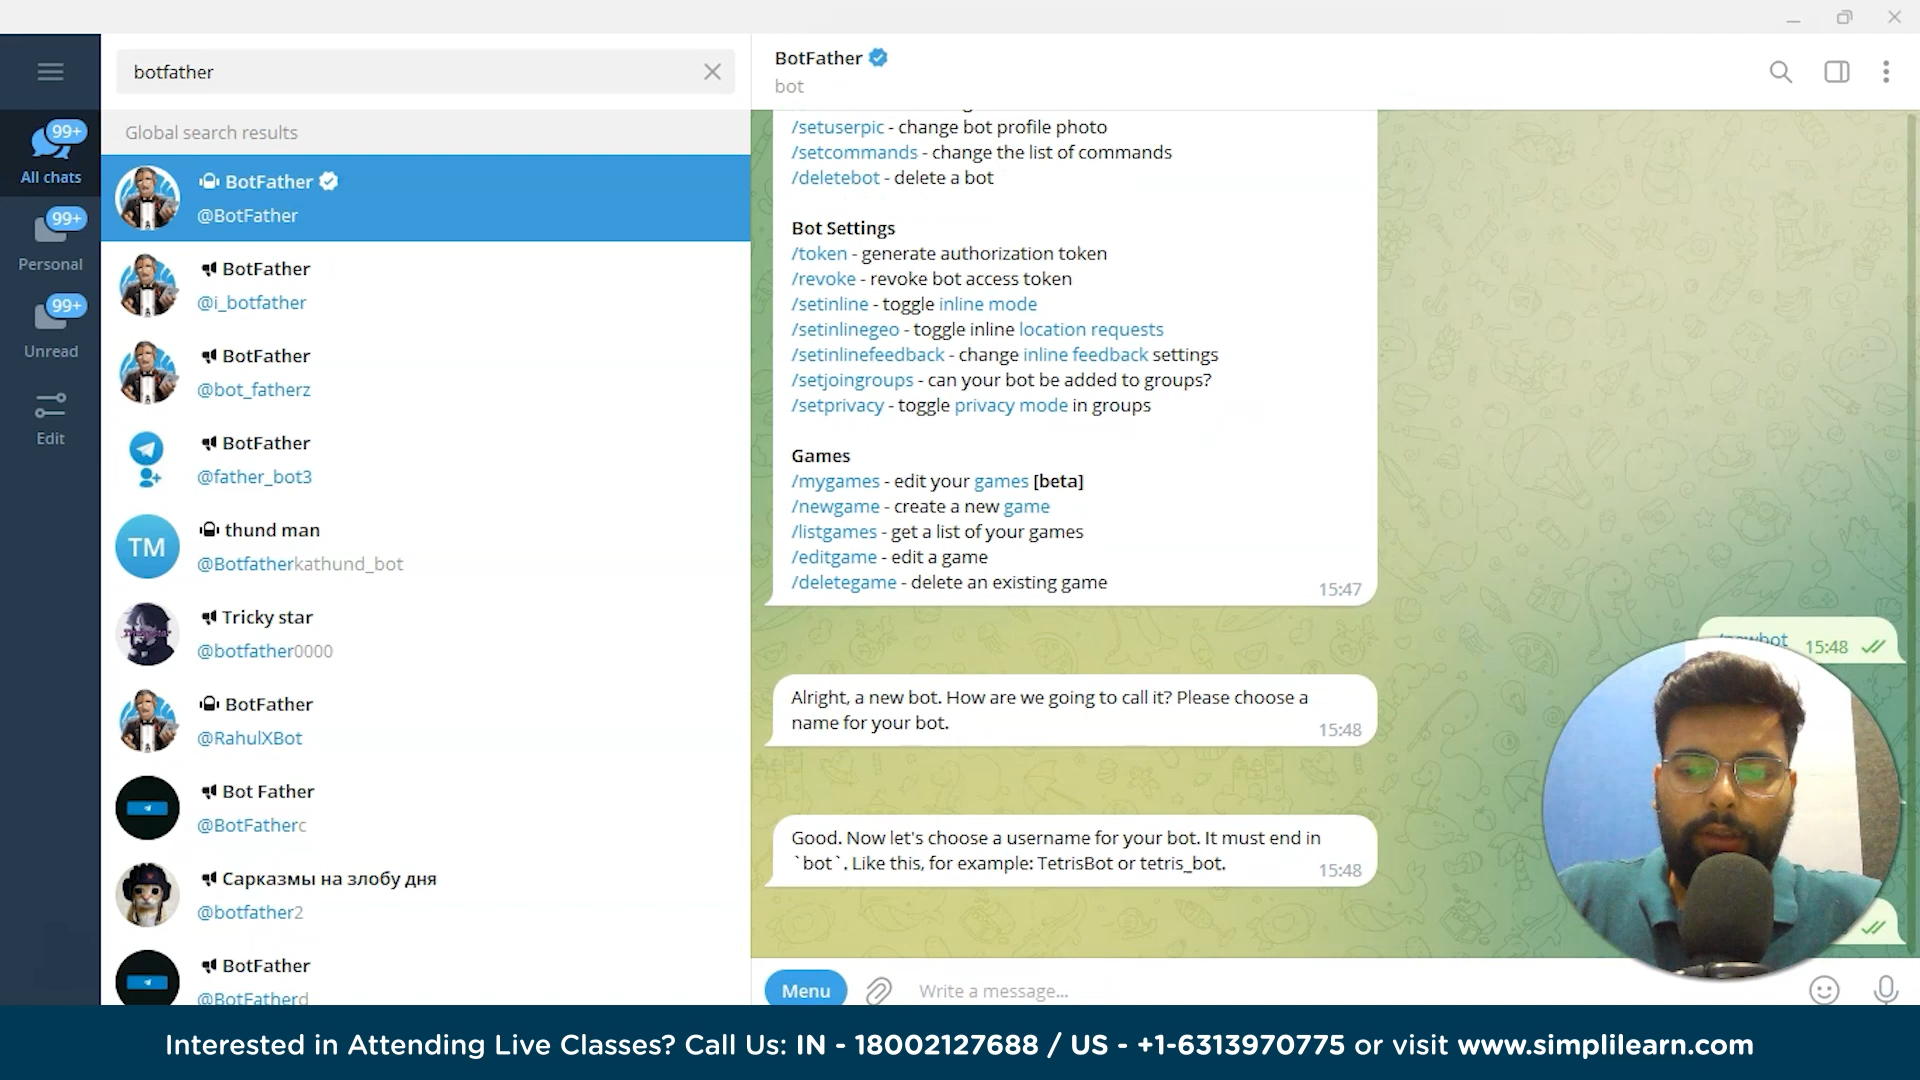 botfather
Global search results
99+
All chats
99+
Personal
99+
Unread
Edit
BotFather
@BotFather
BotFather
@i_botfather
BotFather
@bot_fatherz
BotFather
@father_bot3
TM
thund man
@Botfatherkathund_bot
Tricky star
@botfather0000
BotFather
@RahulXBot
Bot Father
@BotFatherc
Сарказмы на злобу дня
@botfather2
BotFather
@BotFatherd
BotFather
bot
/setuserpic - change bot profile photo
/setcommands - change the list of commands
/deletebot - delete a bot
Bot Settings
/token - generate authorization token
/revoke - revoke bot access token
/setinline - toggle inline mode
/setinlinegeo - toggle inline location requests
/setinlinefeedback - change inline feedback settings
/setjoingroups - can your bot be added to groups?
/setprivacy - toggle privacy mode in groups
Games
/mygames - edit your games [beta]
/newgame - create a new game
/listgames - get a list of your games
/editgame - edit a game
/deletegame - delete an existing game
15:47
/newbot 15:48
Alright, a new bot. How are we going to call it? Please choose a
name for your bot.
15:48
Good. Now let's choose a username for your bot. It must end in
`bot`. Like this, for example: TetrisBot or tetris_bot.
15:48
Menu
Write a message...
Interested in Attending Live Classes? Call Us: IN - 18002127688 / US - +1-6313970775 or visit www.simplilearn.com